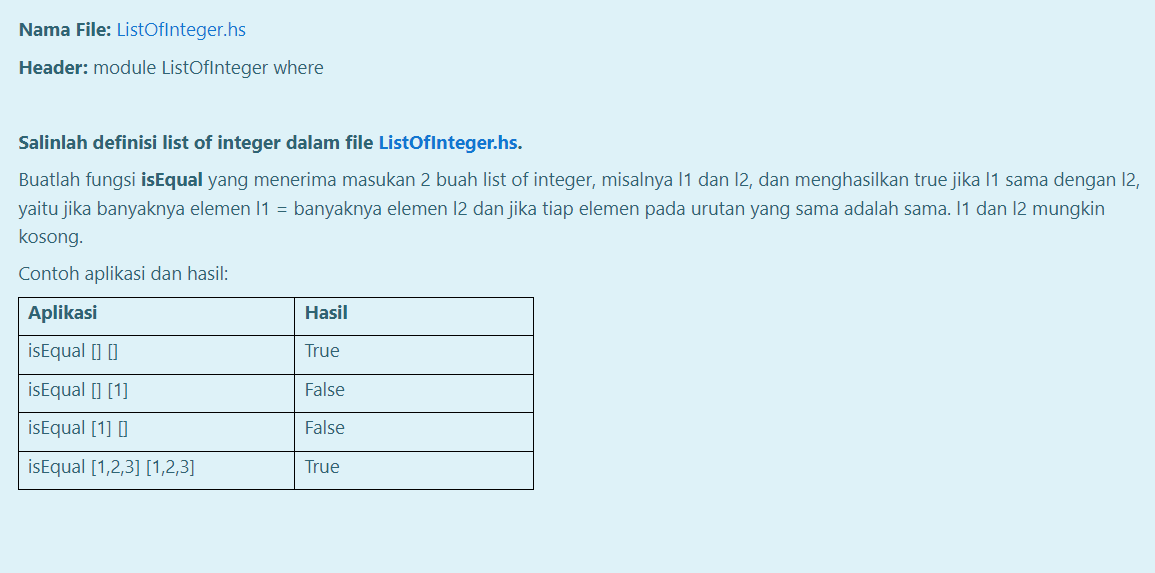 Nama File: ListOfInteger.hs
Header: module ListOfInteger where
Salinlah definisi list of integer dalam file ListOfInteger.hs.
Buatlah fungsi isEqual yang menerima masukan 2 buah list of integer, misalnya l1 dan l2, dan menghasilkan true jika l1 sama dengan l2,
yaitu jika banyaknya elemen l1 = banyaknya elemen l2 dan jika tiap elemen pada urutan yang sama adalah sama. l1 dan l2 mungkin
kosong.
Contoh aplikasi dan hasil:
Aplikasi Hasil
isEqual [] [] True
isEqual [] [1] False
isEqual [1] [] False
isEqual [1,2,3] [1,2,3] True